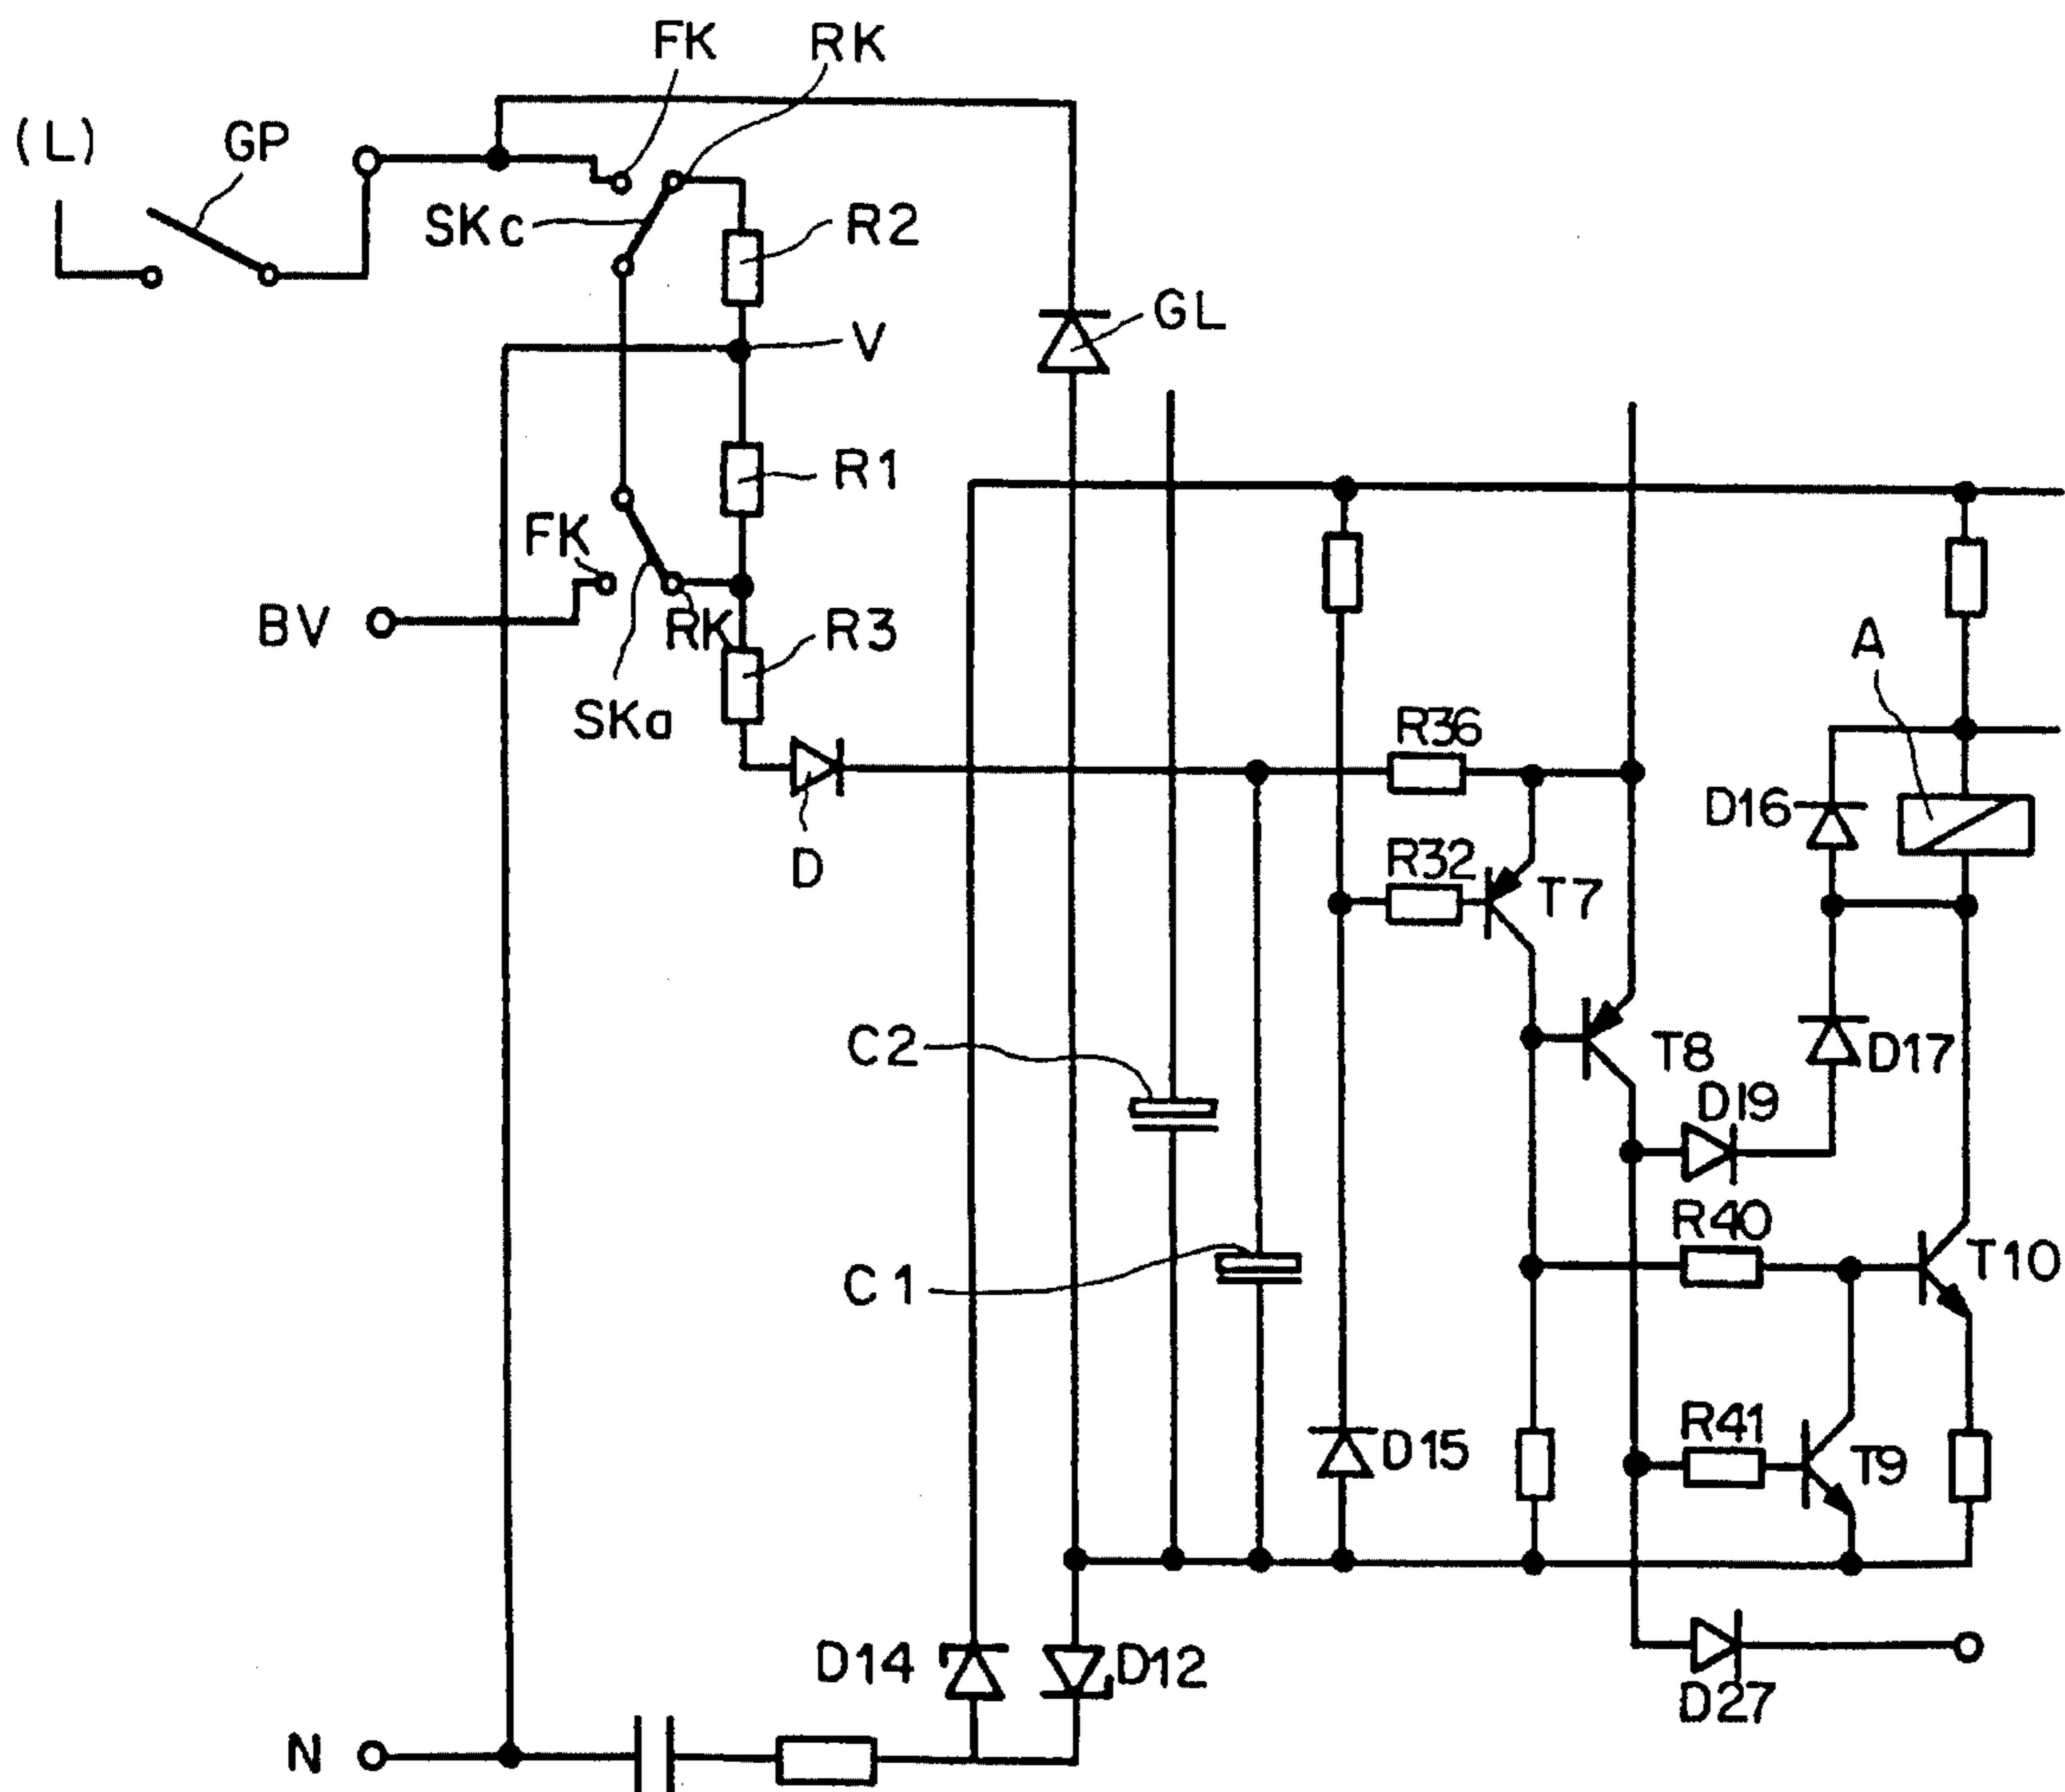 FK
RK
(L)
GP
SKc
R2
GL
V
R1
FK
BV
RK
R3
A
SKa
R36
D16
D
R32
T7
C2
T8
D17
D19
R40
T10
C1
R41
D15
T9
D14
D12
D27
N